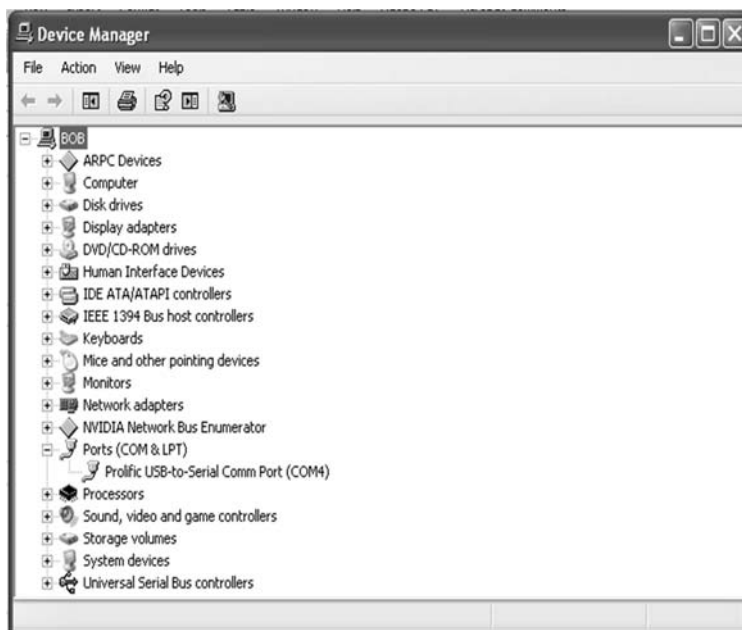 Device Manager
File Action View Help
BOB
ARPC Devices
Computer
Disk drives
Display adapters
DVD/CD-ROM drives
Human Interface Devices
IDE ATA/ATAPI controllers
IEEE 1394 Bus host controllers
Keyboards
Mice and other pointing devices
Monitors
Network adapters
NVIDIA Network Bus Enumerator
Ports (COM & LPT)
Prolific USB-to-Serial Comm Port (COM4)
Processors
Sound, video and game controllers
Storage volumes
System devices
Universal Serial Bus controllers